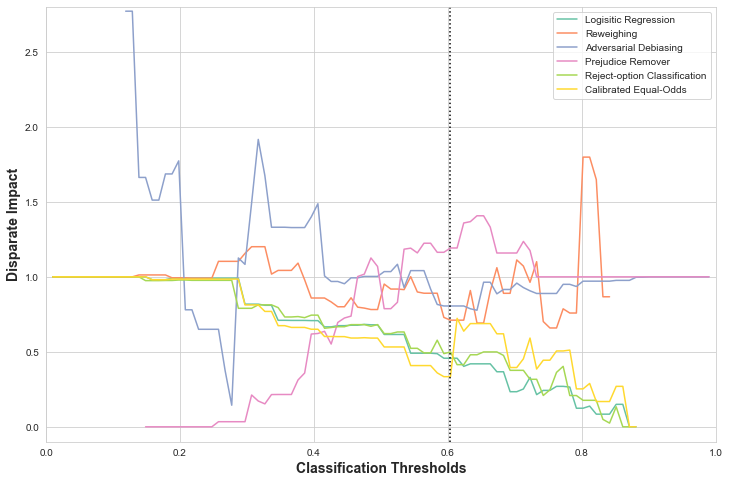 Logisitic Regression
Reweighing
Adversarial Debiasing
Prejudice Remover
Reject-option Classification
Calibrated Equal-Odds
Disparate Impact
2.5
2.0
1.5
1.0
0.5
0.0
0.0 0.2 0.4 0.6 0.8 1.0
Classification Thresholds